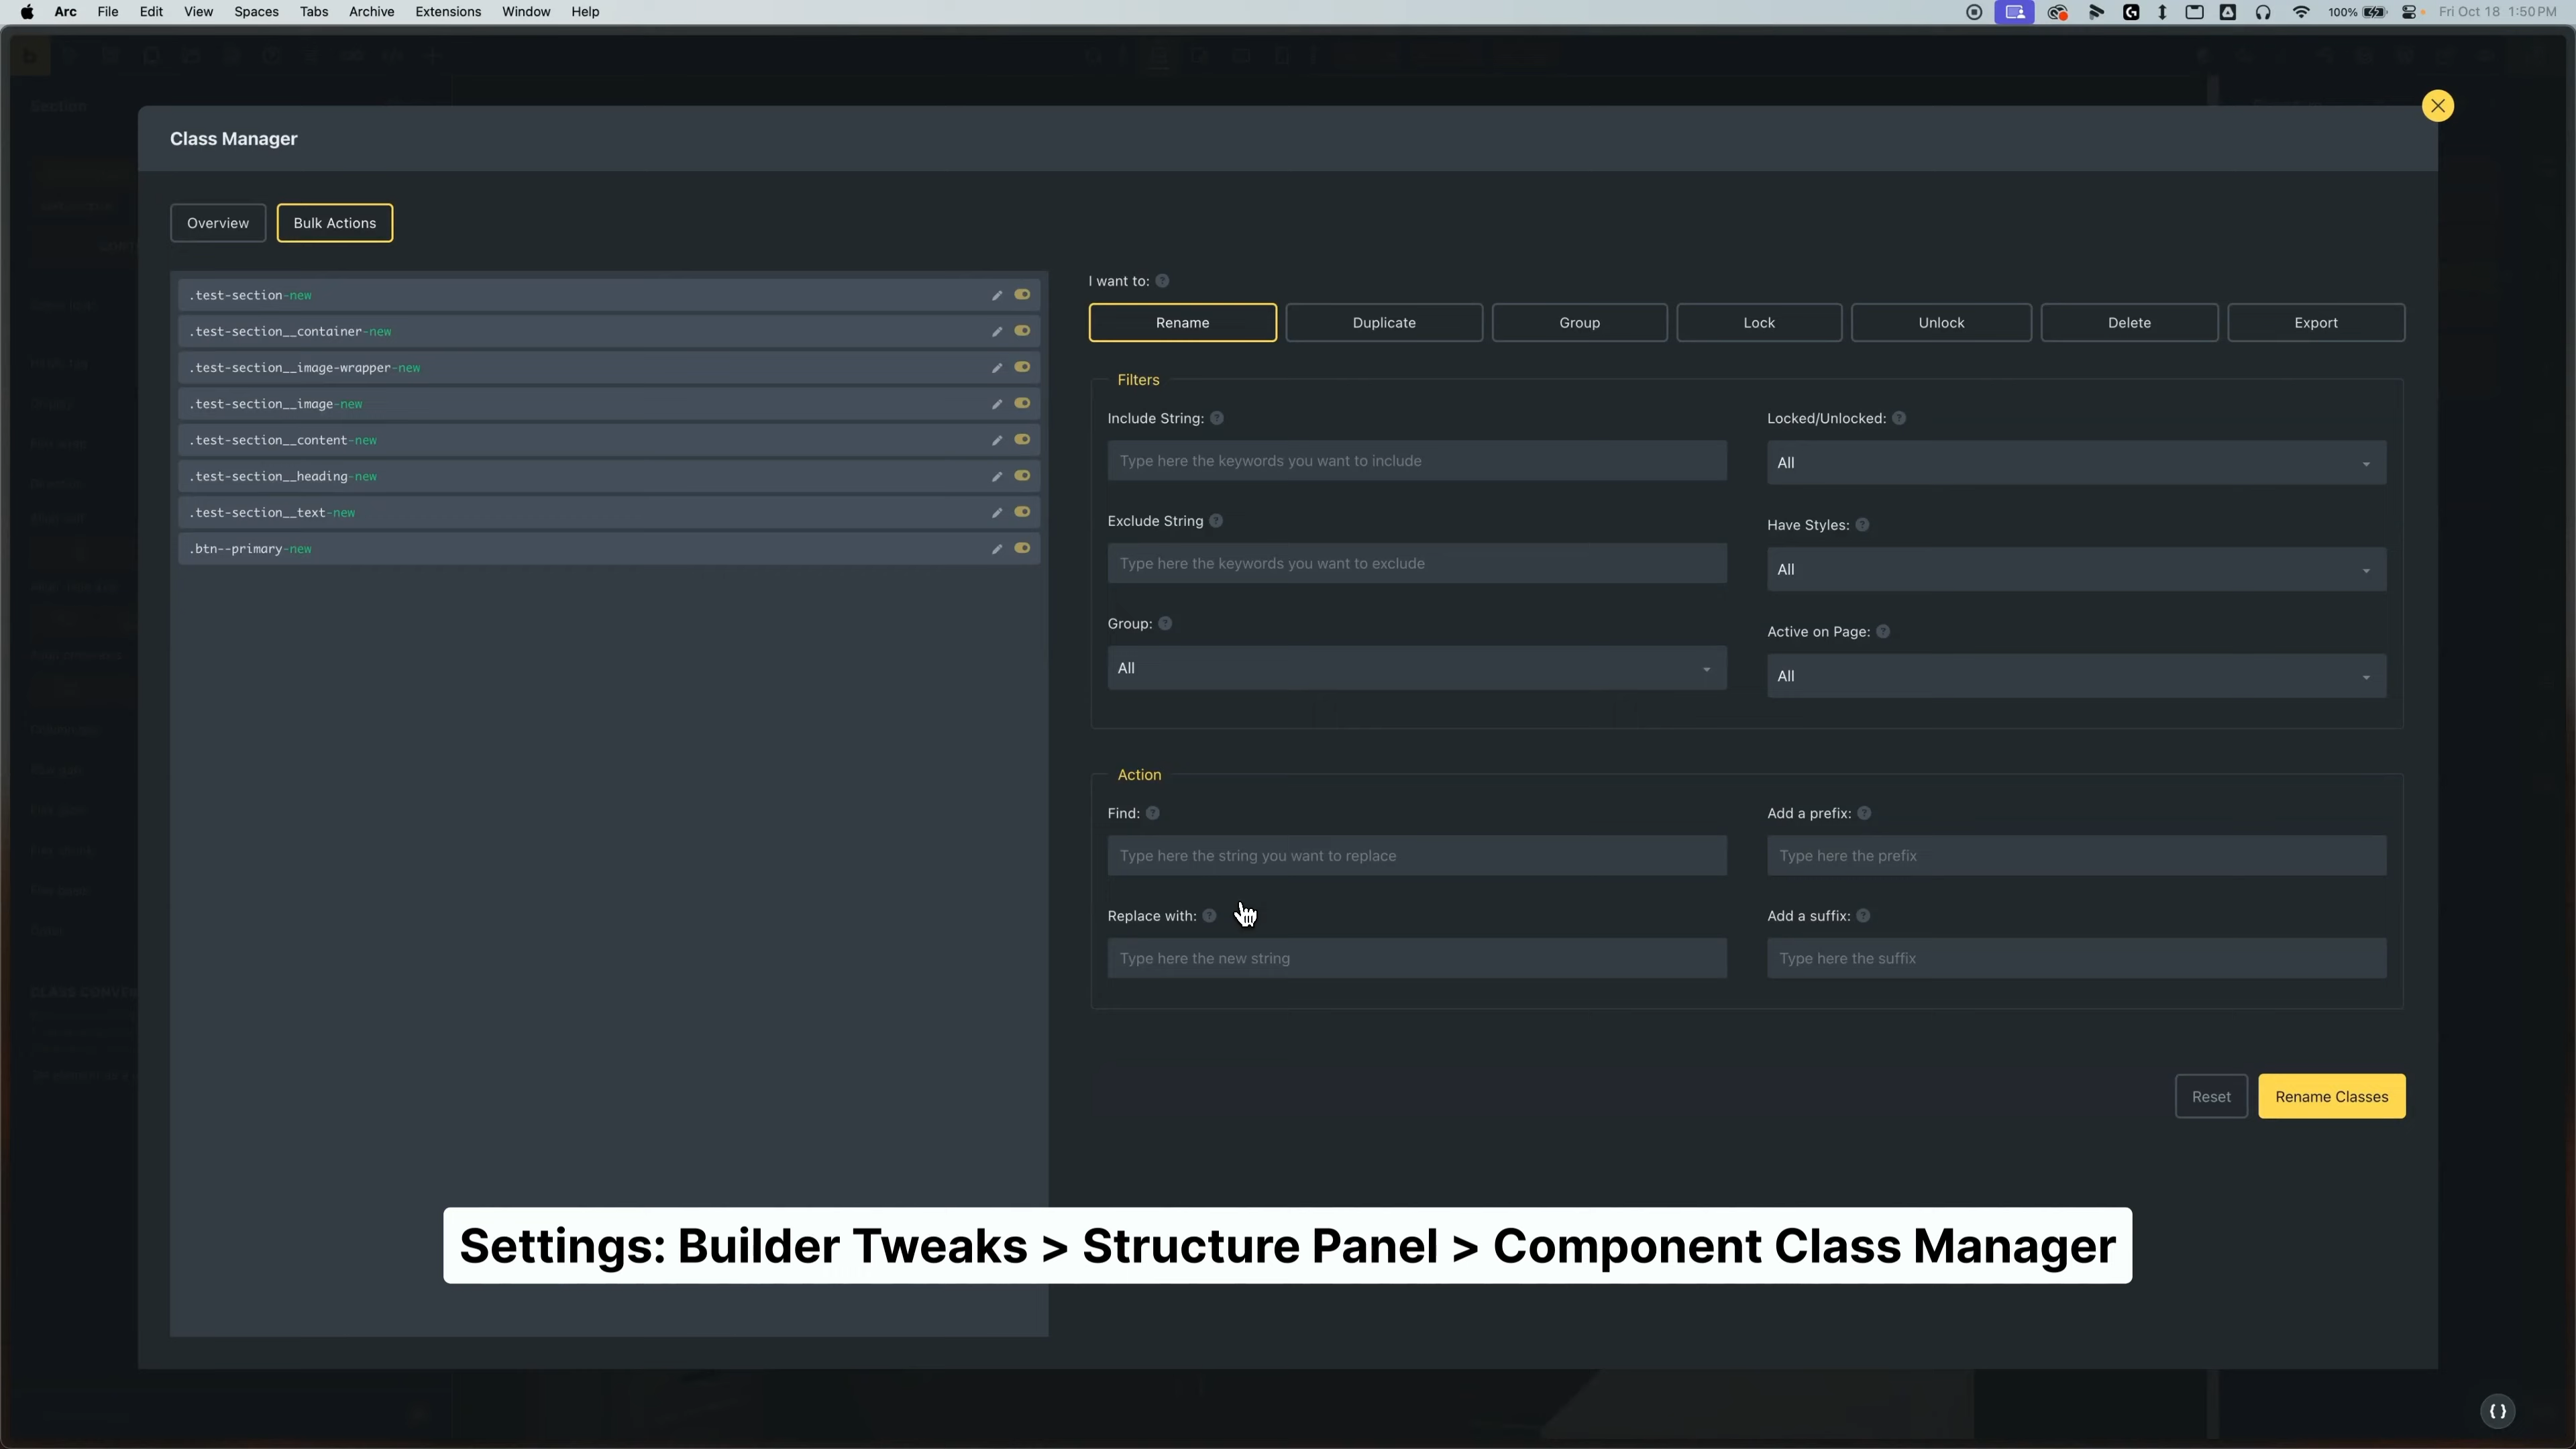 Arc File Edit View Spaces Tabs Archive Extensions Window Help
100% Fri Oct 18 1:50 PM
Section
Class Manager
Overview
Bulk Actions
.test-section-new
.test-section__container-new
.test-section__image-wrapper-new
.test-section__image-new
.test-section__content-new
.test-section__heading-new
.test-section__text-new
.btn--primary-new
I want to:
Rename
Duplicate
Group
Lock
Unlock
Delete
Export
Filters
Include String:
Type here the keywords you want to include
Exclude String
Type here the keywords you want to exclude
Group:
All
Locked/Unlocked:
All
Have Styles:
All
Active on Page:
All
Action
Find:
Type here the string you want to replace
Replace with:
Type here the new string
Add a prefix:
Type here the prefix
Add a suffix:
Type here the suffix
Reset
Rename Classes
Settings: Builder Tweaks > Structure Panel > Component Class Manager